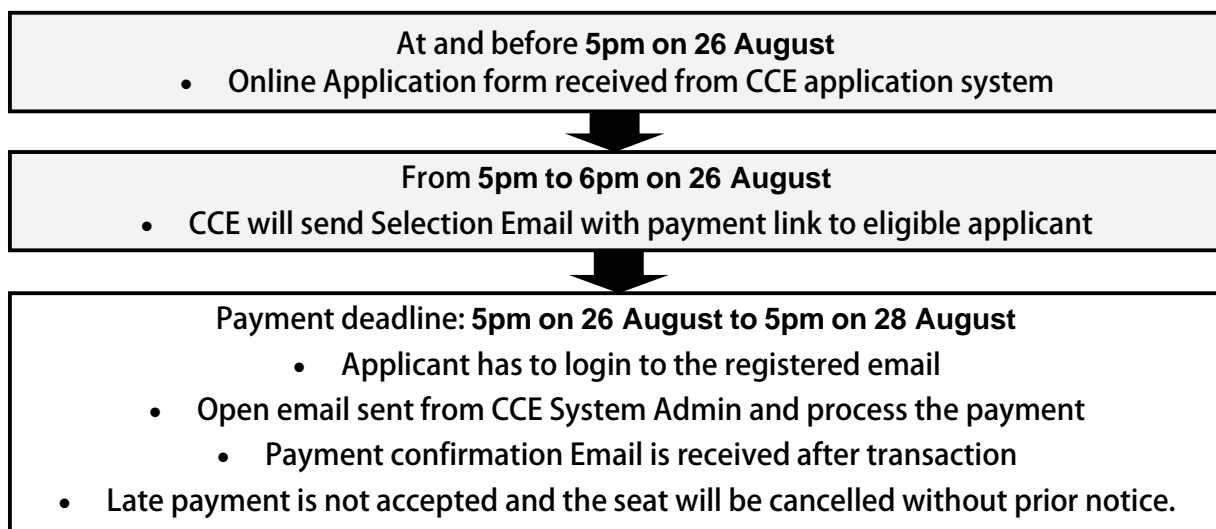 At and before 5pm on 26 August
• Online Application form received from CCE application system
From 5pm to 6pm on 26 August
• CCE will send Selection Email with payment link to eligible applicant
Payment deadline: 5pm on 26 August to 5pm on 28 August
• Applicant has to login to the registered email
• Open email sent from CCE System Admin and process the payment
• Payment confirmation Email is received after transaction
• Late payment is not accepted and the seat will be cancelled without prior notice.